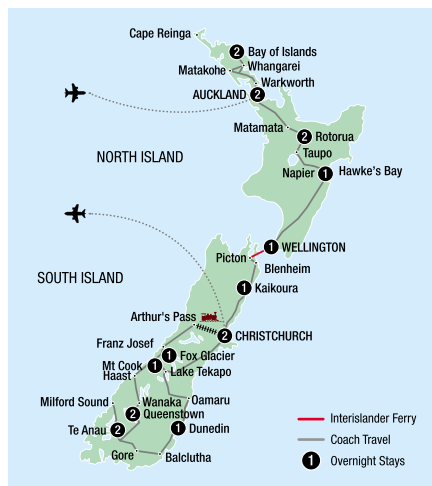 Cape Reinga
2
Bay of Islands
Whangarei
Matakohe
Warkworth
AUCKLAND 2
Matamata
2 Rotorua
Taupo
NORTH ISLAND
Napier 1 Hawke's Bay
1 WELLINGTON
Picton
Blenheim
SOUTH ISLAND
1 Kaikoura
Arthur's Pass
2 CHRISTCHURCH
Franz Josef
1 Fox Glacier
Mt Cook 1
Lake Tekapo
Haast
Milford Sound
Wanaka
Oamaru
2 Queenstown
Te Anau 2
1 Dunedin
Gore
Balclutha
Interislander Ferry
Coach Travel
1 Overnight Stays